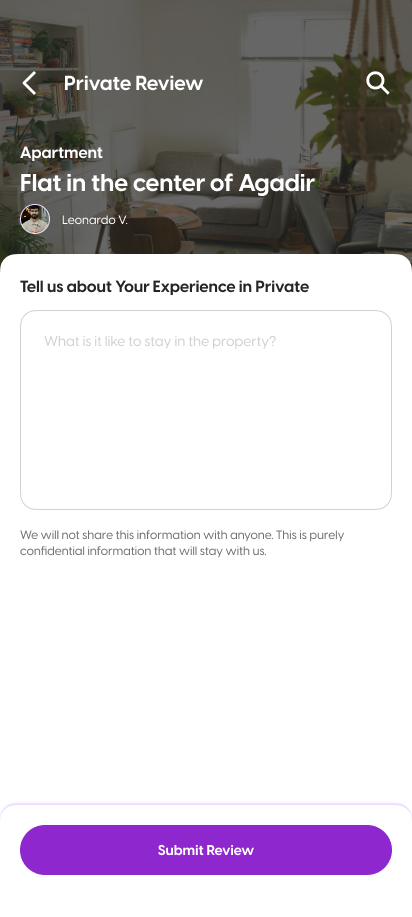 Private Review
Apartment
Flat in the center of Agadir
Leonardo V.
Tell us about Your Experience in Private
What is it like to stay in the property?
We will not share this information with anyone. This is purely
confidential information that will stay with us.
Submit Review